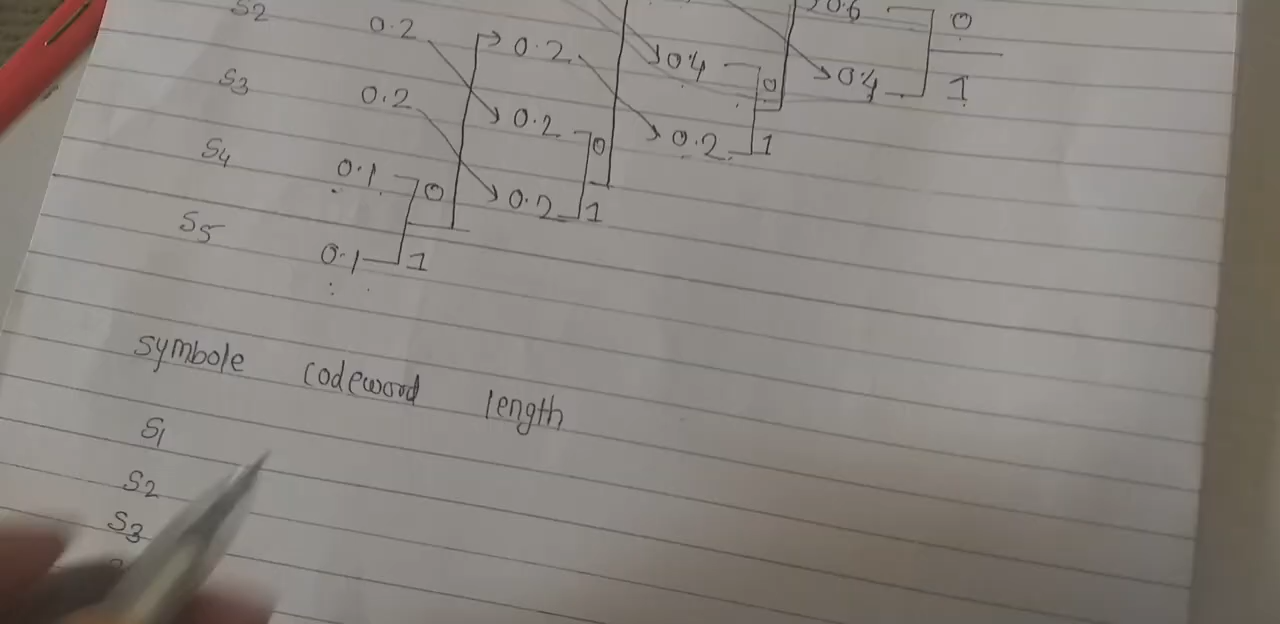 S2 0.2 0.2 0.4 0 0.6 0
S3 0.2 0.2 0 0.2 1 0.4 1
S4 0.1 0 0.2 1
S5 0.1 1
symbole codeword length
S1
S2
S3